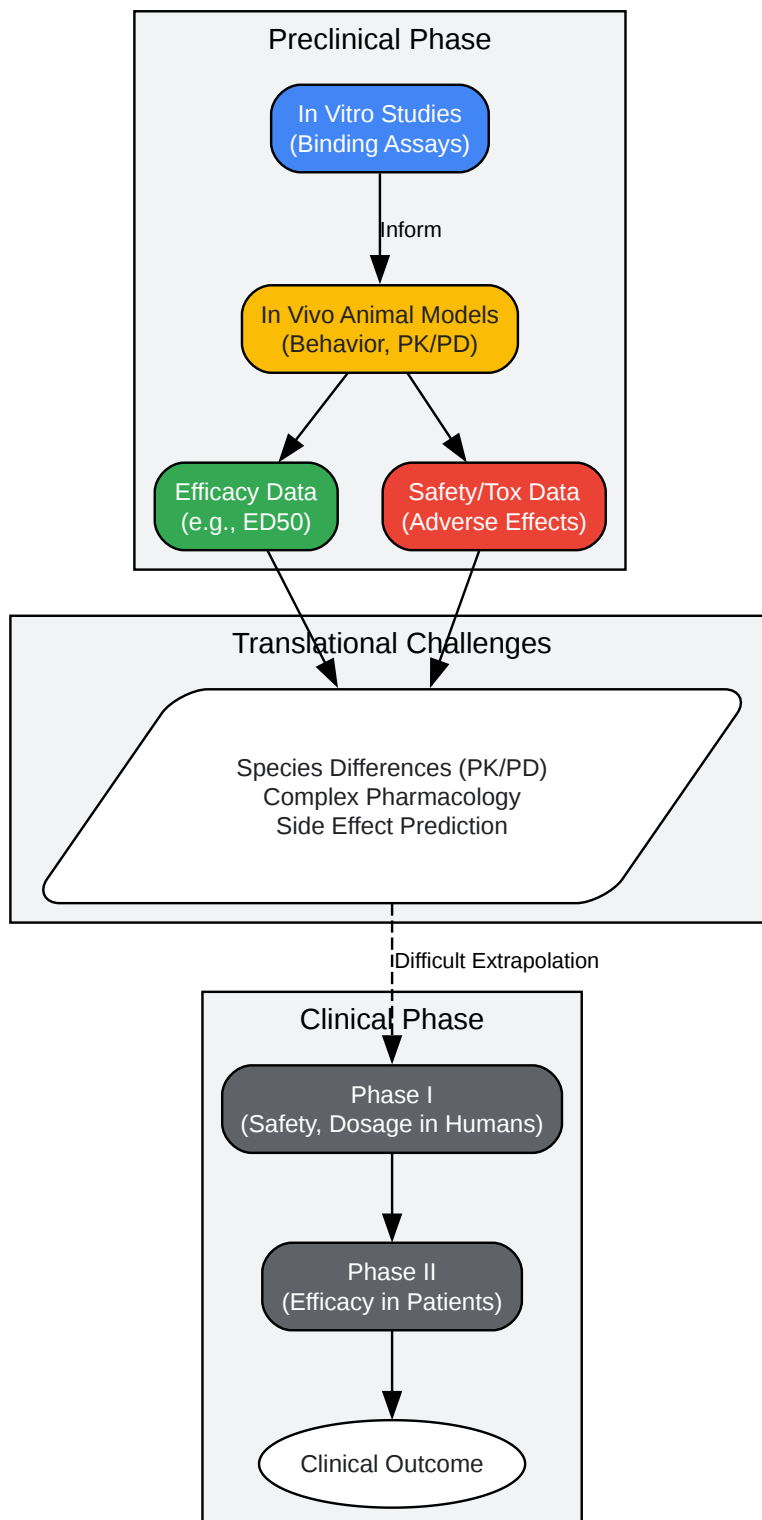 Preclinical Phase
In Vitro Studies
(Binding Assays)
Inform
In Vivo Animal Models
(Behavior, PK/PD)
Efficacy Data
(e.g., ED50)
Safety/Tox Data
(Adverse Effects)
Translational Challenges
Species Differences (PK/PD)
Complex Pharmacology
Side Effect Prediction
Difficult Extrapolation
Clinical Phase
Phase I
(Safety, Dosage in Humans)
Phase II
(Efficacy in Patients)
Clinical Outcome